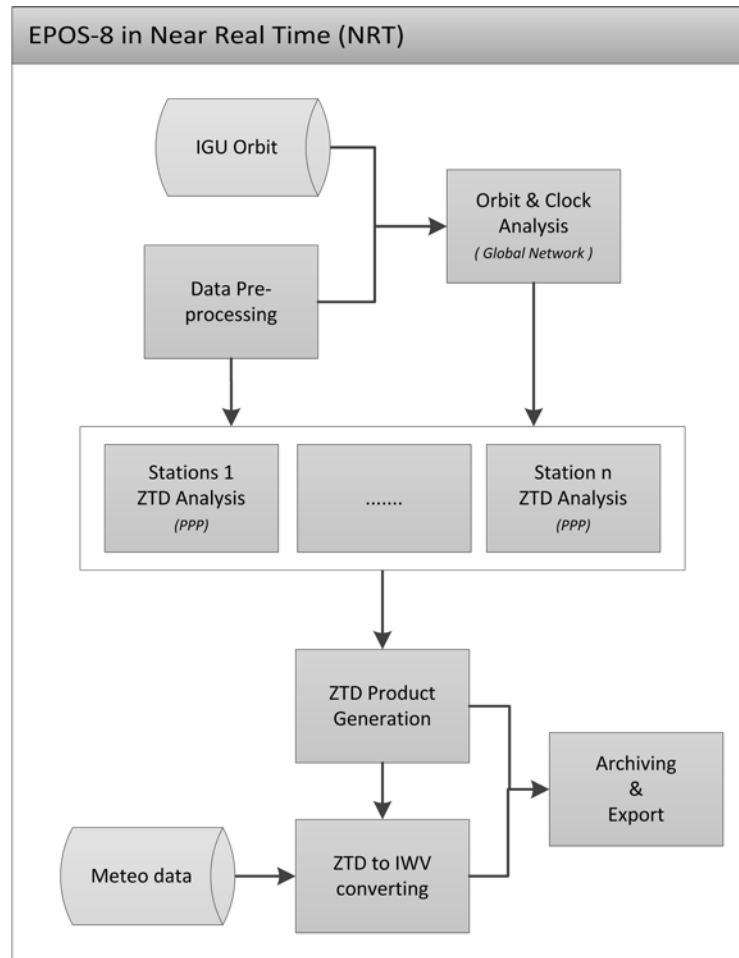 EPOS-8 in Near Real Time (NRT)
IGU Orbit
Orbit & Clock
Analysis
( Global Network )
Data Pre-
processing
Stations 1
ZTD Analysis
(PPP)
.......
Station n
ZTD Analysis
(PPP)
ZTD Product
Generation
Archiving
&
Export
Meteo data
ZTD to IWV
converting